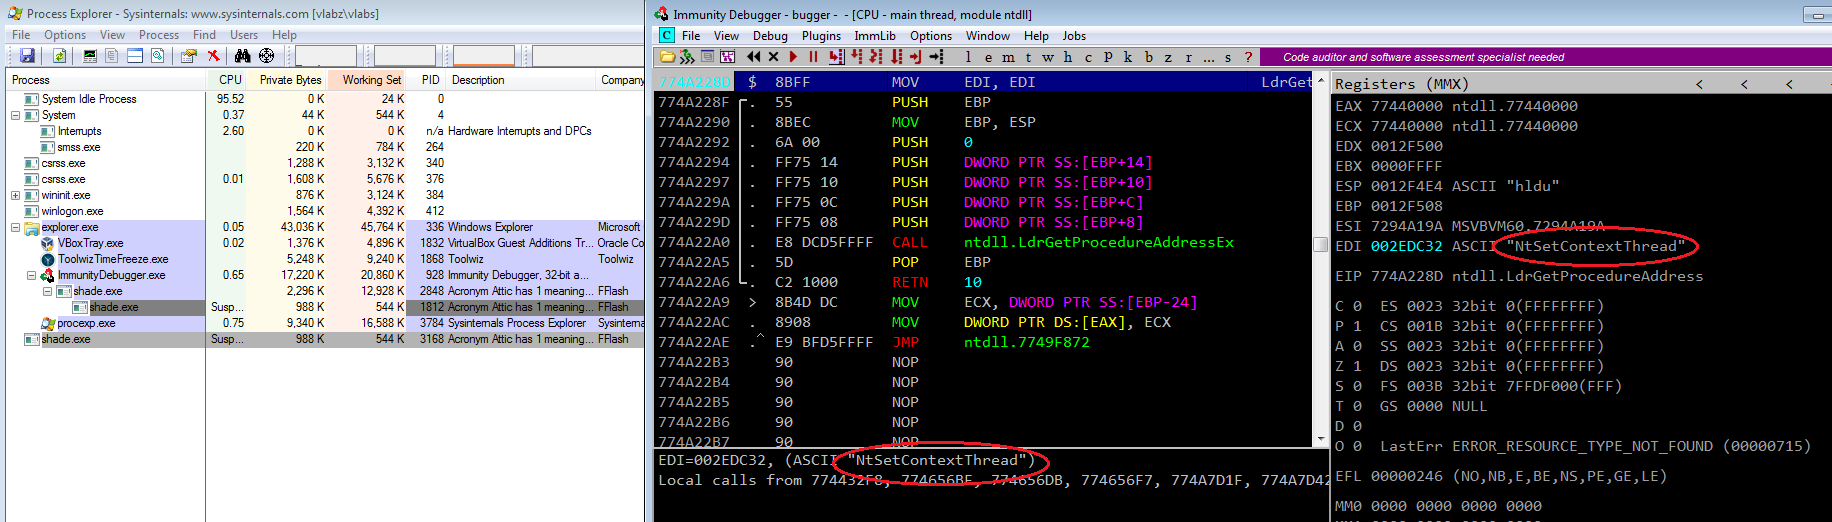 Process Explorer - Sysinternals: www.sysinternals.com [vlabz\vlabs]
File Options View Process Find Users Help
Process CPU Private Bytes Working Set PID Description Company
System Idle Process 95.52 0 K 24 K 0
System 0.37 44 K 544 K 4
Interrupts 2.60 0 K 0 K n/a Hardware Interrupts and DPCs
smss.exe 220 K 784 K 264
csrss.exe 1,288 K 3,132 K 340
csrss.exe 0.01 1,608 K 5,676 K 376
wininit.exe 876 K 3,124 K 384
winlogon.exe 1,564 K 4,392 K 412
explorer.exe 0.05 43,036 K 45,764 K 336 Windows Explorer Microsoft
VBoxTray.exe 0.02 1,376 K 4,896 K 1832 VirtualBox Guest Additions Tr... Oracle Co
ToolwizTimeFreeze.exe 5,248 K 9,240 K 1868 Toolwiz Toolwiz
ImmunityDebugger.exe 0.65 17,220 K 20,860 K 928 Immunity Debugger, 32-bit a...
shade.exe 2,296 K 12,928 K 2848 Acronym Attic has 1 meaning... FFlash
shade.exe Susp... 988 K 544 K 1812 Acronym Attic has 1 meaning... FFlash
procexp.exe 0.75 9,340 K 16,588 K 3784 Sysinternals Process Explorer Sysinterna
shade.exe Susp... 988 K 544 K 3168 Acronym Attic has 1 meaning... FFlash
Immunity Debugger - bugger - - [CPU - main thread, module ntdll]
C File View Debug Plugins ImmLib Options Window Help Jobs
l e m t w h c P k b z r ... s ? Code auditor and software assessment specialist needed
774A228D $ 8BFF MOV EDI, EDI LdrGet
774A228F . 55 PUSH EBP
774A2290 . 8BEC MOV EBP, ESP
774A2292 . 6A 00 PUSH 0
774A2294 . FF75 14 PUSH DWORD PTR SS:[EBP+14]
774A2297 . FF75 10 PUSH DWORD PTR SS:[EBP+10]
774A229A . FF75 0C PUSH DWORD PTR SS:[EBP+C]
774A229D . FF75 08 PUSH DWORD PTR SS:[EBP+8]
774A22A0 . E8 DCD5FFFF CALL ntdll.LdrGetProcedureAddressEx
774A22A5 . 5D POP EBP
774A22A6 . C2 1000 RETN 10
774A22A9 > 8B4D DC MOV ECX, DWORD PTR SS:[EBP-24]
774A22AC . 8908 MOV DWORD PTR DS:[EAX], ECX
774A22AE .^ E9 BFD5FFFF JMP ntdll.7749F872
774A22B3 90 NOP
774A22B4 90 NOP
774A22B5 90 NOP
774A22B6 90 NOP
774A22B7 90 NOP
EDI=002EDC32, (ASCII "NtSetContextThread")
Local calls from 774432F8, 774656BF, 774656DB, 774656F7, 774A7D1F, 774A7D42
Registers (MMX) < < <
EAX 77440000 ntdll.77440000
ECX 77440000 ntdll.77440000
EDX 0012F500
EBX 0000FFFF
ESP 0012F4E4 ASCII "hldu"
EBP 0012F508
ESI 7294A19A MSVBVM60.7294A19A
EDI 002EDC32 ASCII "NtSetContextThread"
EIP 774A228D ntdll.LdrGetProcedureAddress
C 0 ES 0023 32bit 0(FFFFFFFF)
P 1 CS 001B 32bit 0(FFFFFFFF)
A 0 SS 0023 32bit 0(FFFFFFFF)
Z 1 DS 0023 32bit 0(FFFFFFFF)
S 0 FS 003B 32bit 7FFDF000(FFF)
T 0 GS 0000 NULL
D 0
O 0 LastErr ERROR_RESOURCE_TYPE_NOT_FOUND (00000715)
EFL 00000246 (NO,NB,E,BE,NS,PE,GE,LE)
MM0 0000 0000 0000 0000